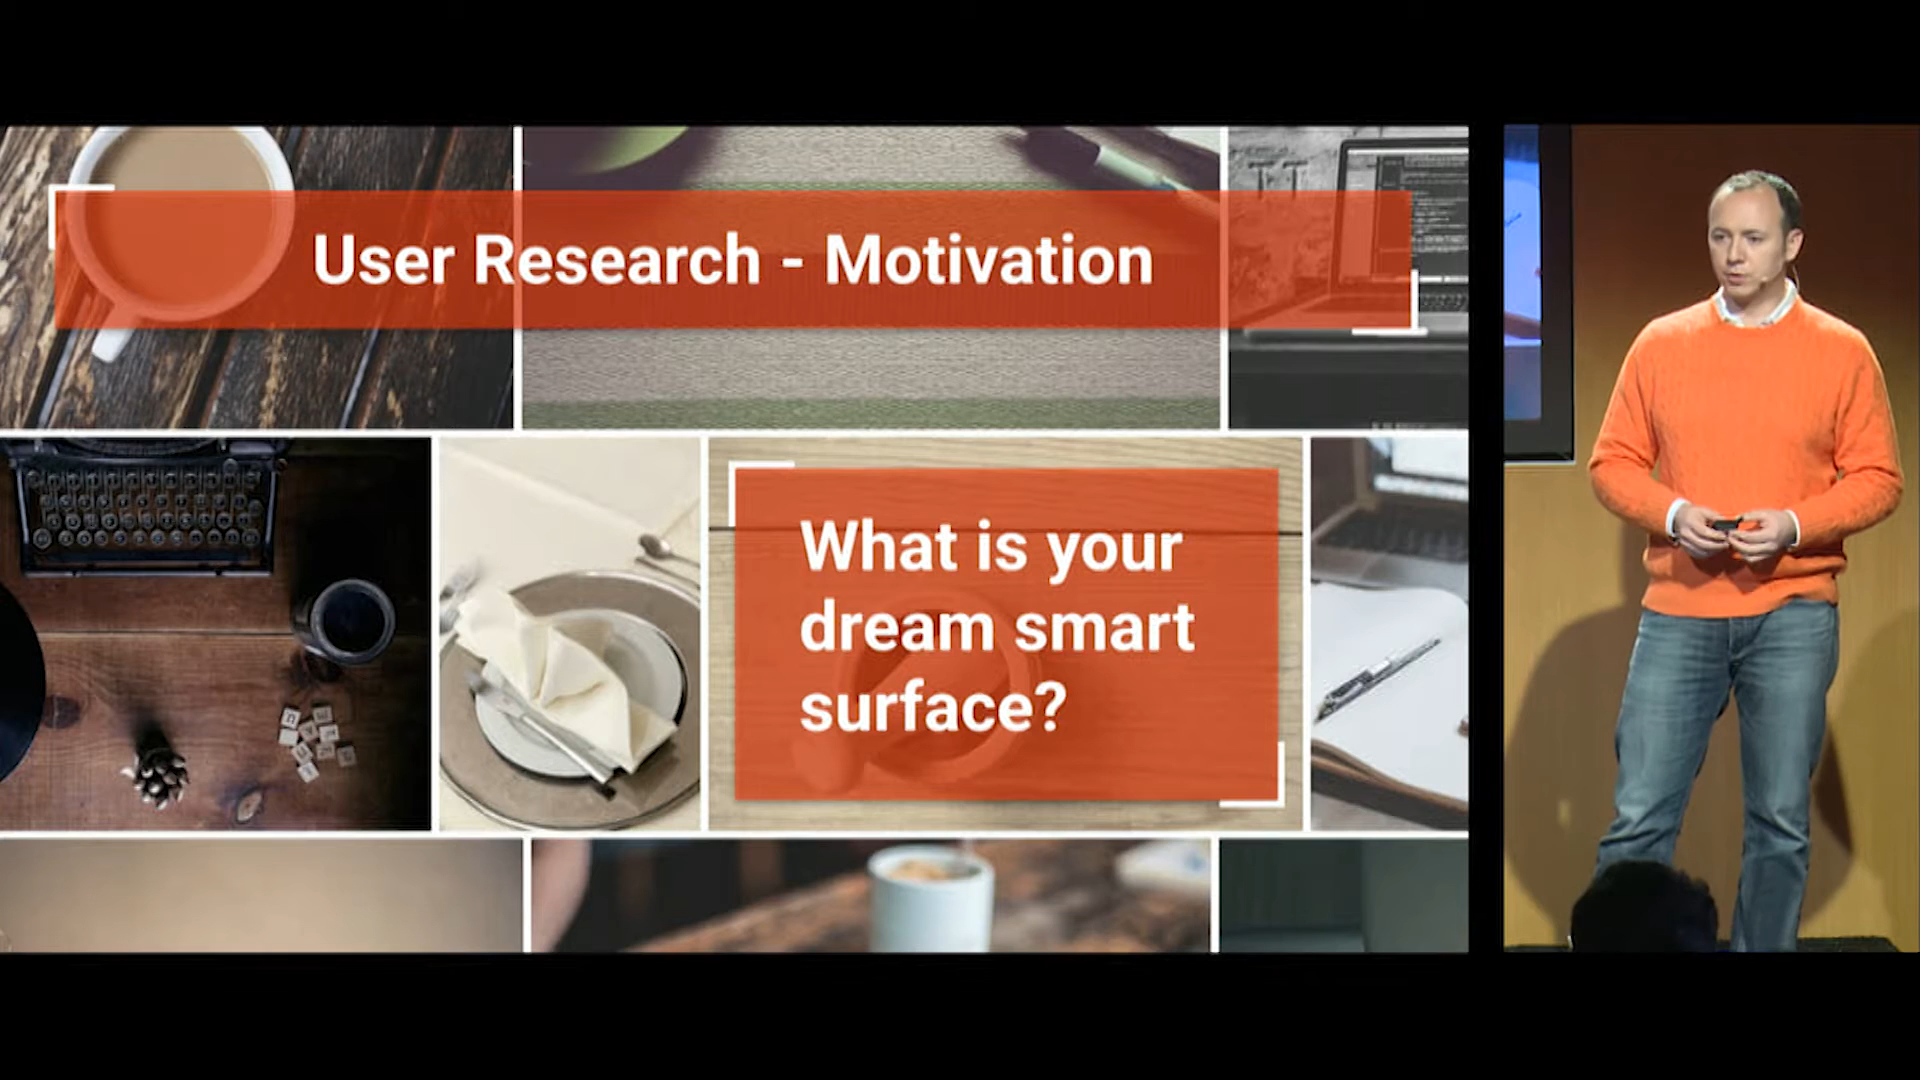 User Research - Motivation
What is your
dream smart
surface?